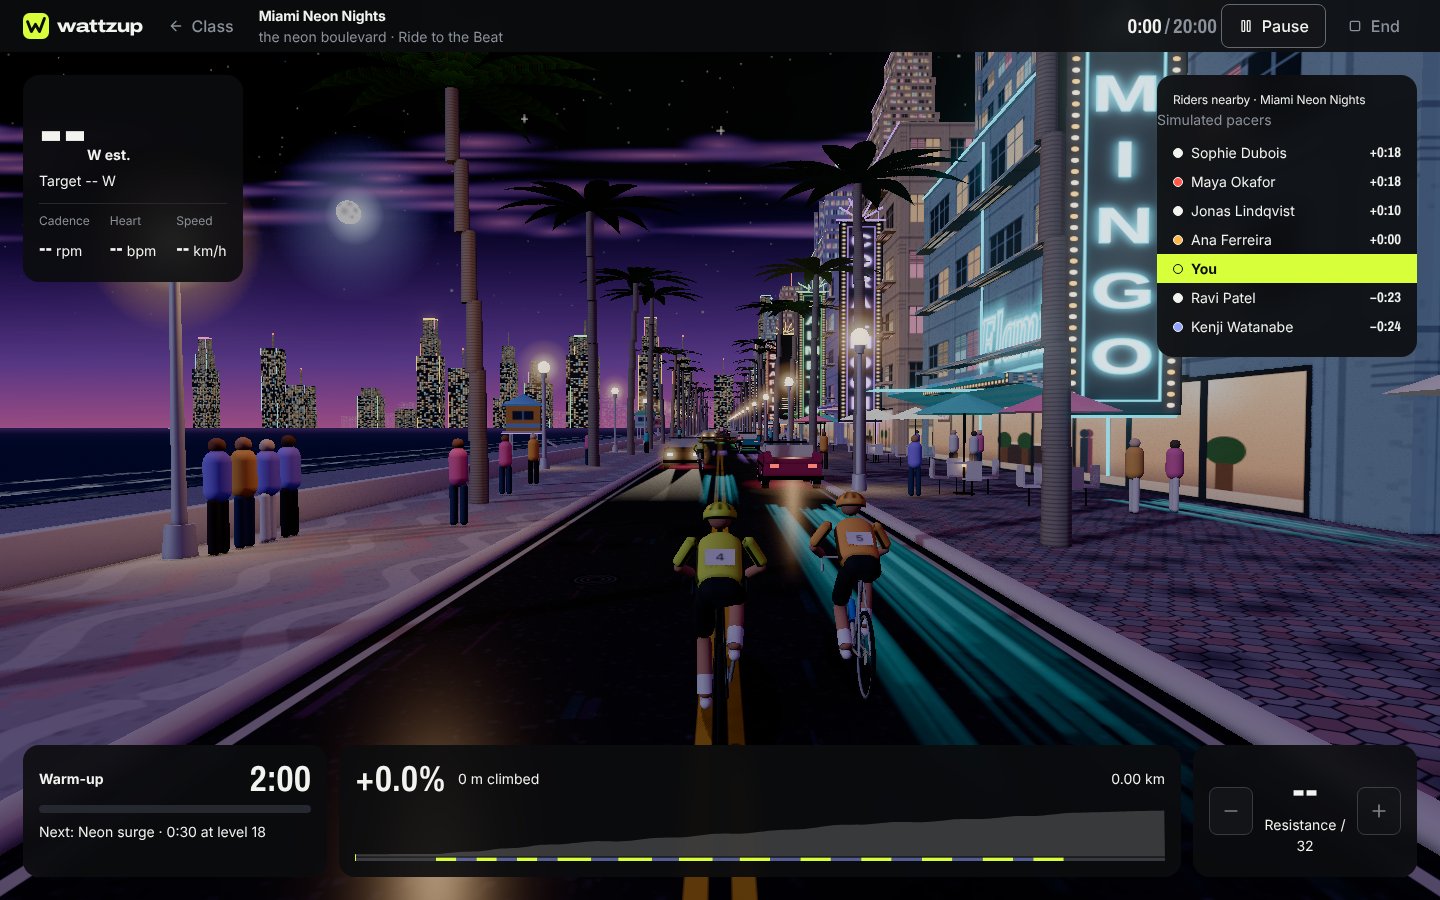 wattzup
Class
Miami Neon Nights
the neon boulevard · Ride to the Beat
0:00 / 20:00
Pause
End
--
W est.
Target -- W
Cadence Heart Speed
-- rpm -- bpm -- km/h
MINGO
Riders nearby · Miami Neon Nights
Simulated pacers
Sophie Dubois +0:18
Maya Okafor +0:18
Jonas Lindqvist +0:10
Ana Ferreira +0:00
You
Ravi Patel −0:23
Kenji Watanabe −0:24
4
5
Warm-up 2:00
Next: Neon surge · 0:30 at level 18
+0.0% 0 m climbed 0.00 km
--
Resistance /
32